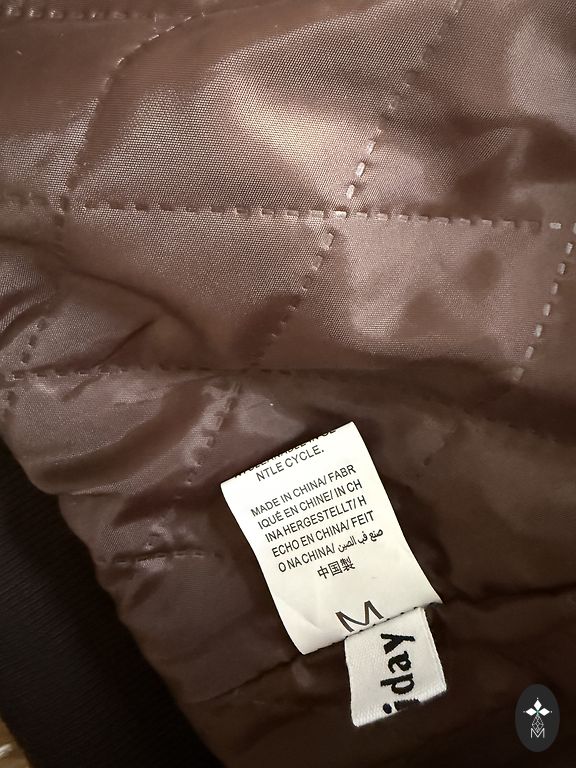 NTLE CYCLE.
MADE IN CHINA/ FABR
IQUÉ EN CHINE/ IN CH
INA HERGESTELLT/ H
ECHO EN CHINA/ FEIT
O NA CHINA/ صنع في الصين
中国製
M
iday
M